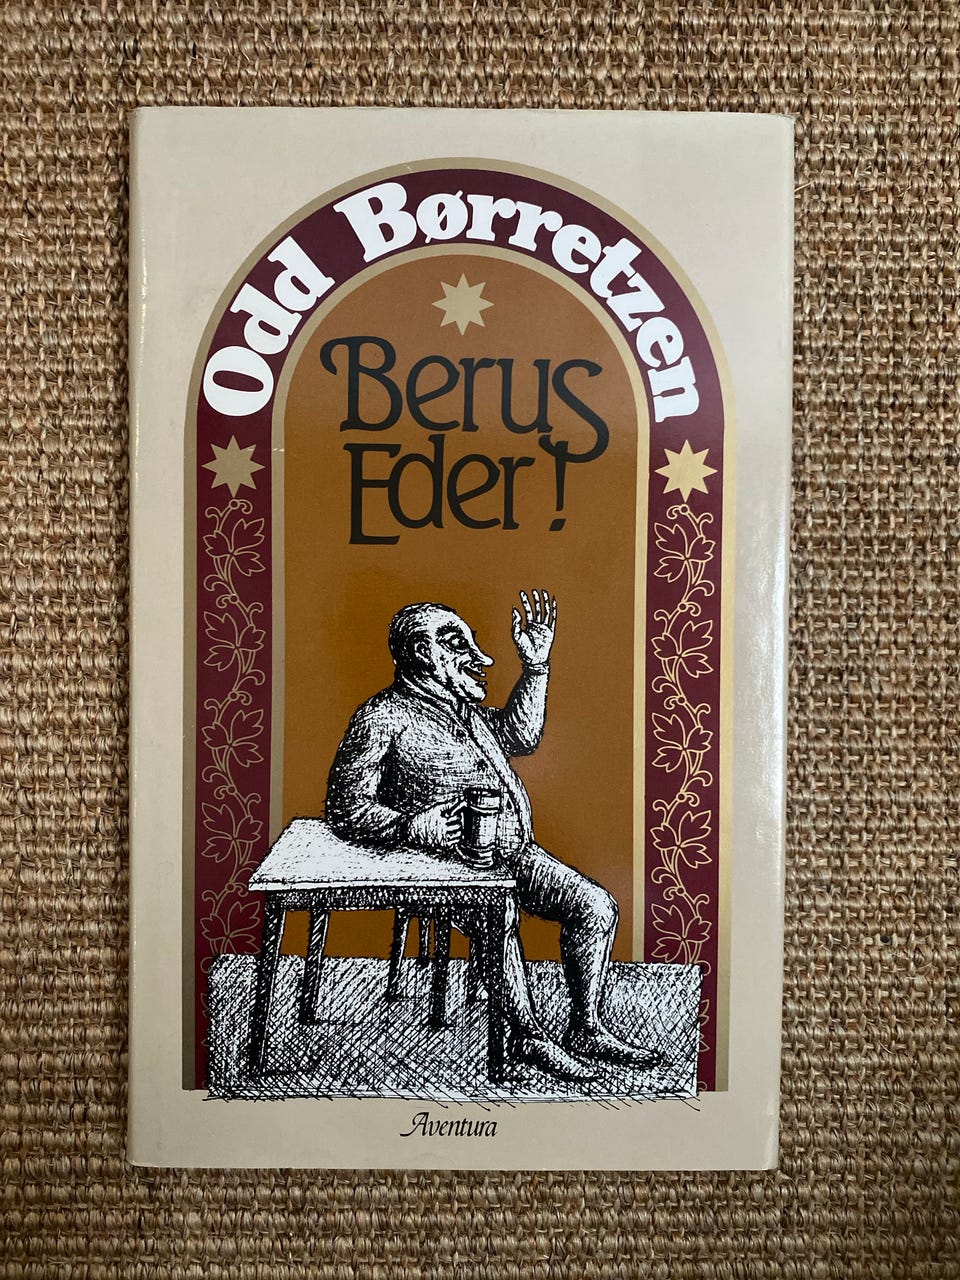 Odd Børretzen
Berus
Eder!
Aventura